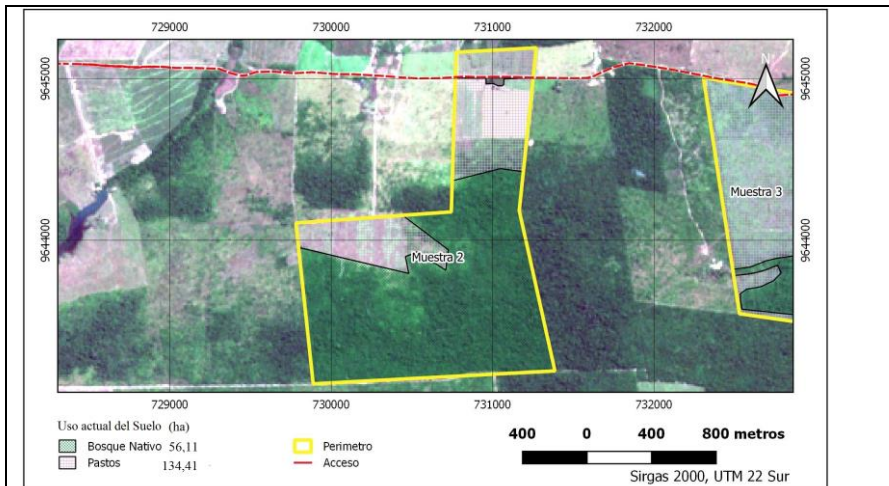 729000 730000 731000 732000
9645000 9645000
Muestra 3
9644000 9644000
Muestra 2
729000 730000 731000 732000
Uso actual del Suelo (ha)
Bosque Nativo 56,11
Pastos 134,41
Perimetro
Acceso
400 0 400 800 metros
Sirgas 2000, UTM 22 Sur